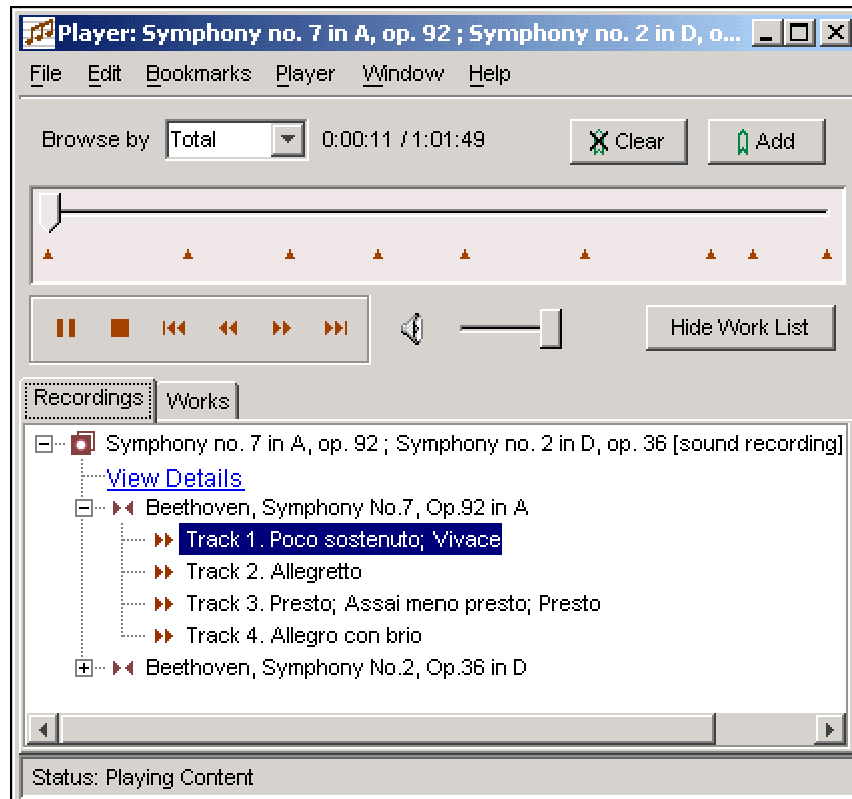 Player: Symphony no. 7 in A, op. 92 ; Symphony no. 2 in D, o...
File Edit Bookmarks Player Window Help
Browse by Total 0:00:11 / 1:01:49 Clear Add
Hide Work List
Recordings Works
Symphony no. 7 in A, op. 92 ; Symphony no. 2 in D, op. 36 [sound recording]
View Details
Beethoven, Symphony No.7, Op.92 in A
Track 1. Poco sostenuto; Vivace
Track 2. Allegretto
Track 3. Presto; Assai meno presto; Presto
Track 4. Allegro con brio
Beethoven, Symphony No.2, Op.36 in D
Status: Playing Content